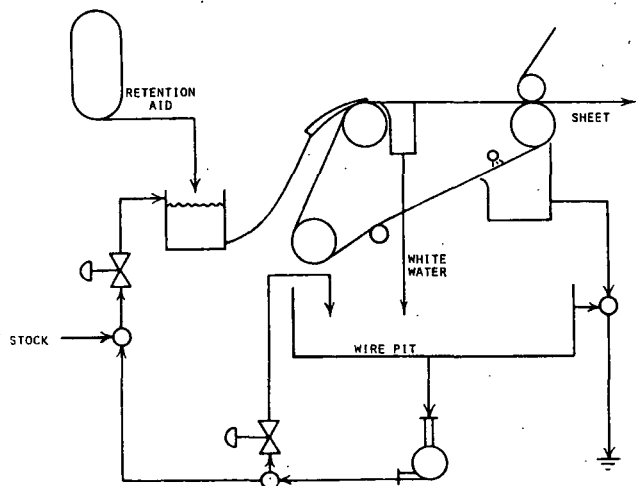 RETENTION
AID
SHEET
WHITE
WATER
STOCK
WIRE PIT